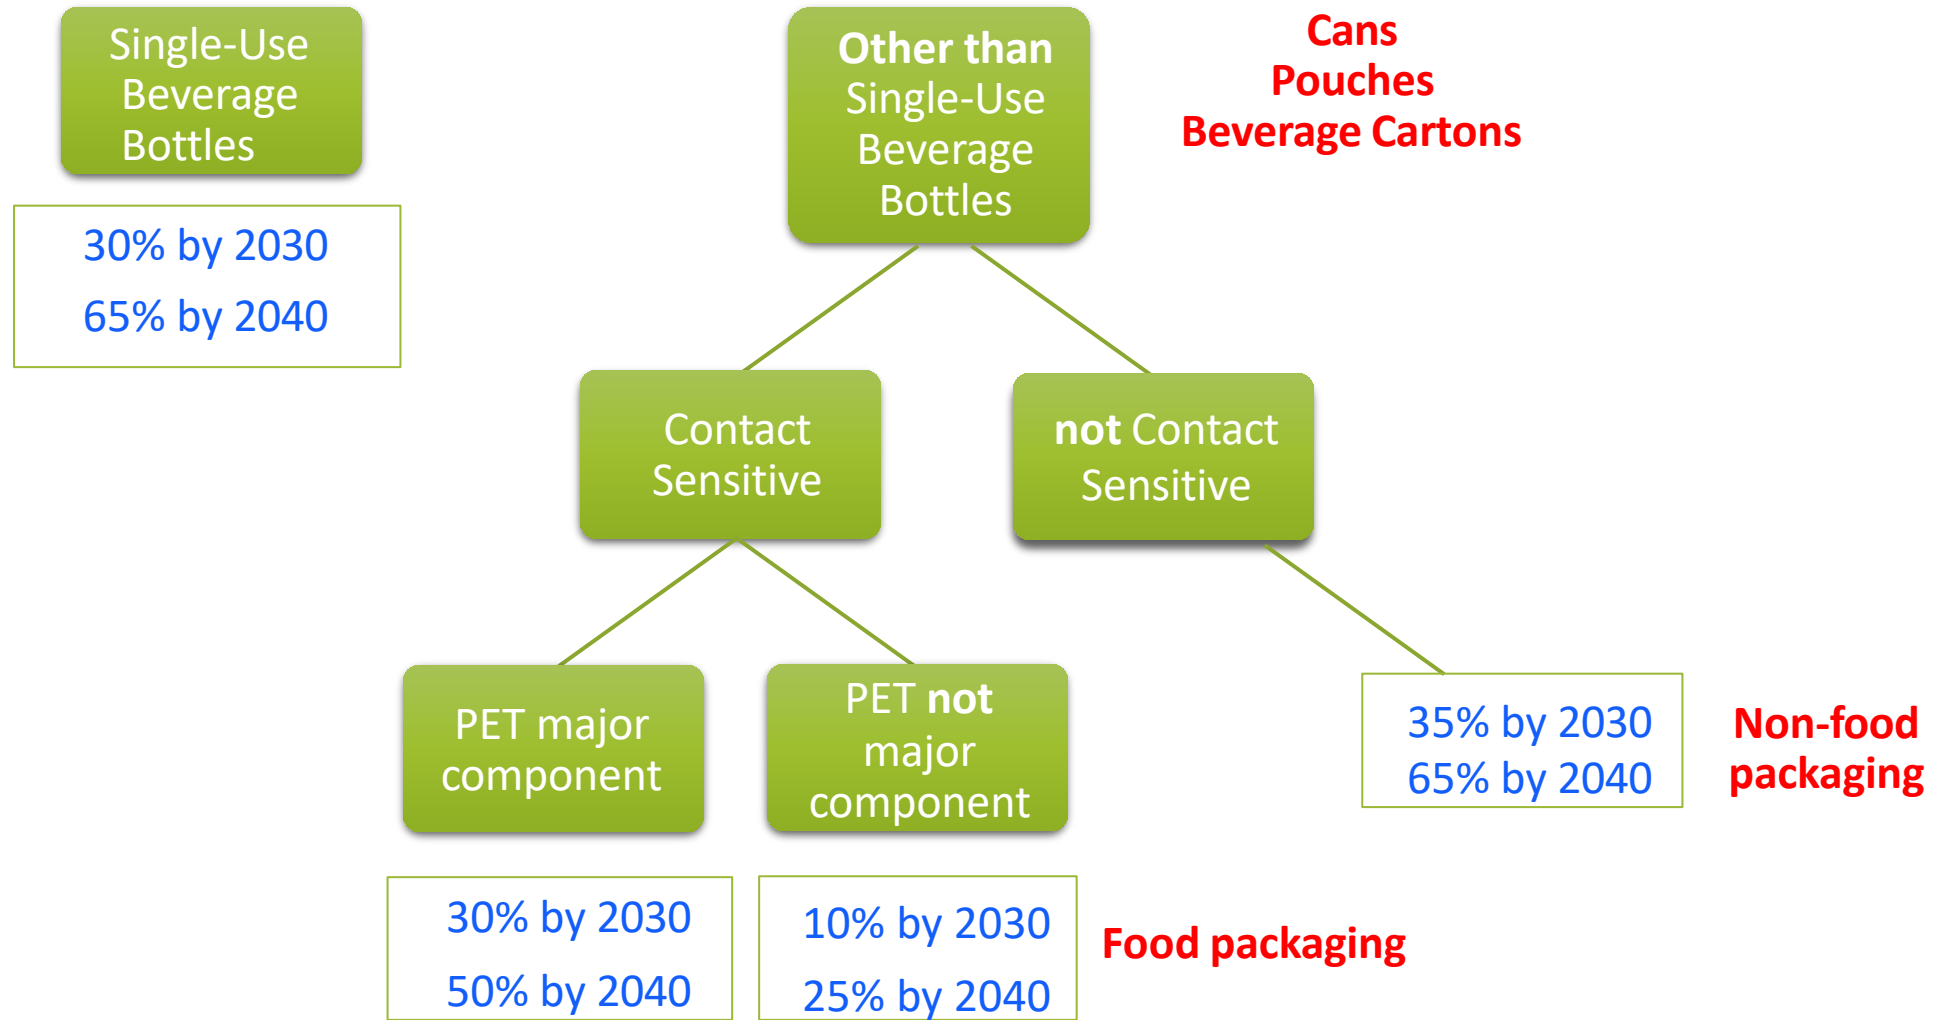 Single-Use
Beverage
Bottles
30% by 2030
65% by 2040
Other than
Single-Use
Beverage
Bottles
Cans
Pouches
Beverage Cartons
Contact
Sensitive
not Contact
Sensitive
PET major
component
PET not
major
component
35% by 2030
65% by 2040
Non-food
packaging
30% by 2030
50% by 2040
10% by 2030
25% by 2040
Food packaging